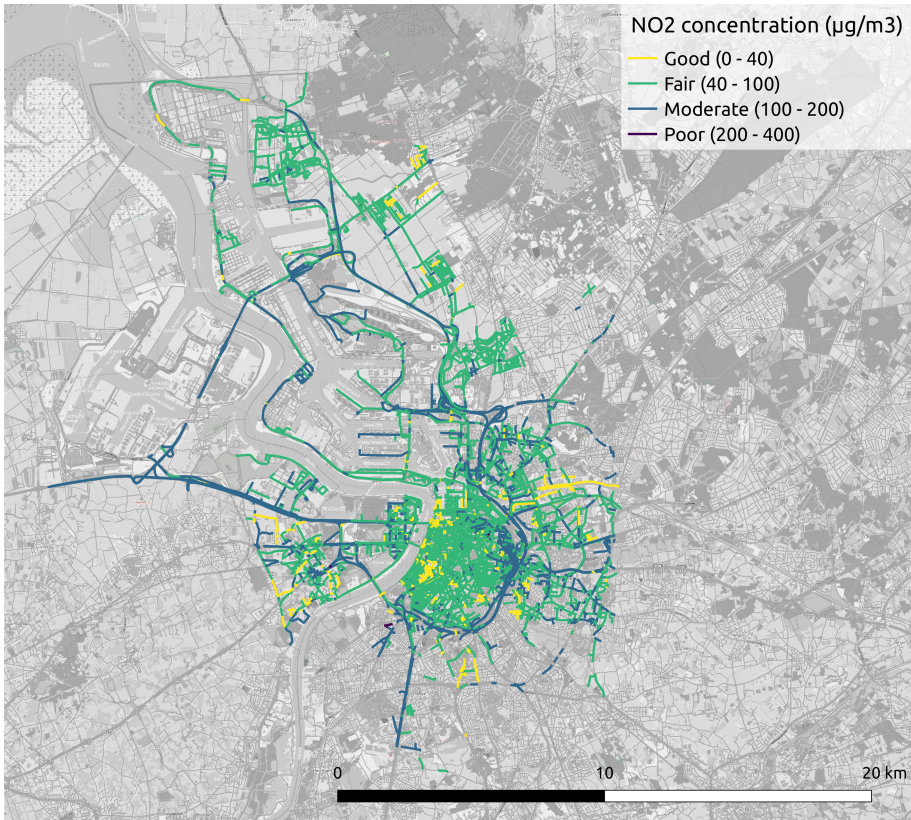 NO2 concentration (µg/m3)
Good (0 - 40)
Fair (40 - 100)
Moderate (100 - 200)
Poor (200 - 400)
0
10
20 km